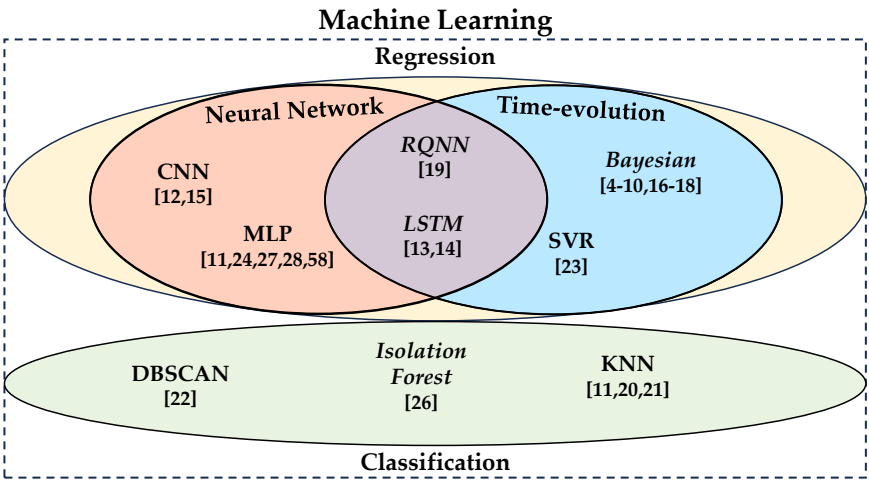 Machine Learning
Regression
Neural Network
Time-evolution
CNN
[12,15]
MLP
[11,24,27,28,58]
RQNN
[19]
LSTM
[13,14]
Bayesian
[4-10,16-18]
SVR
[23]
DBSCAN
[22]
Isolation
Forest
[26]
KNN
[11,20,21]
Classification